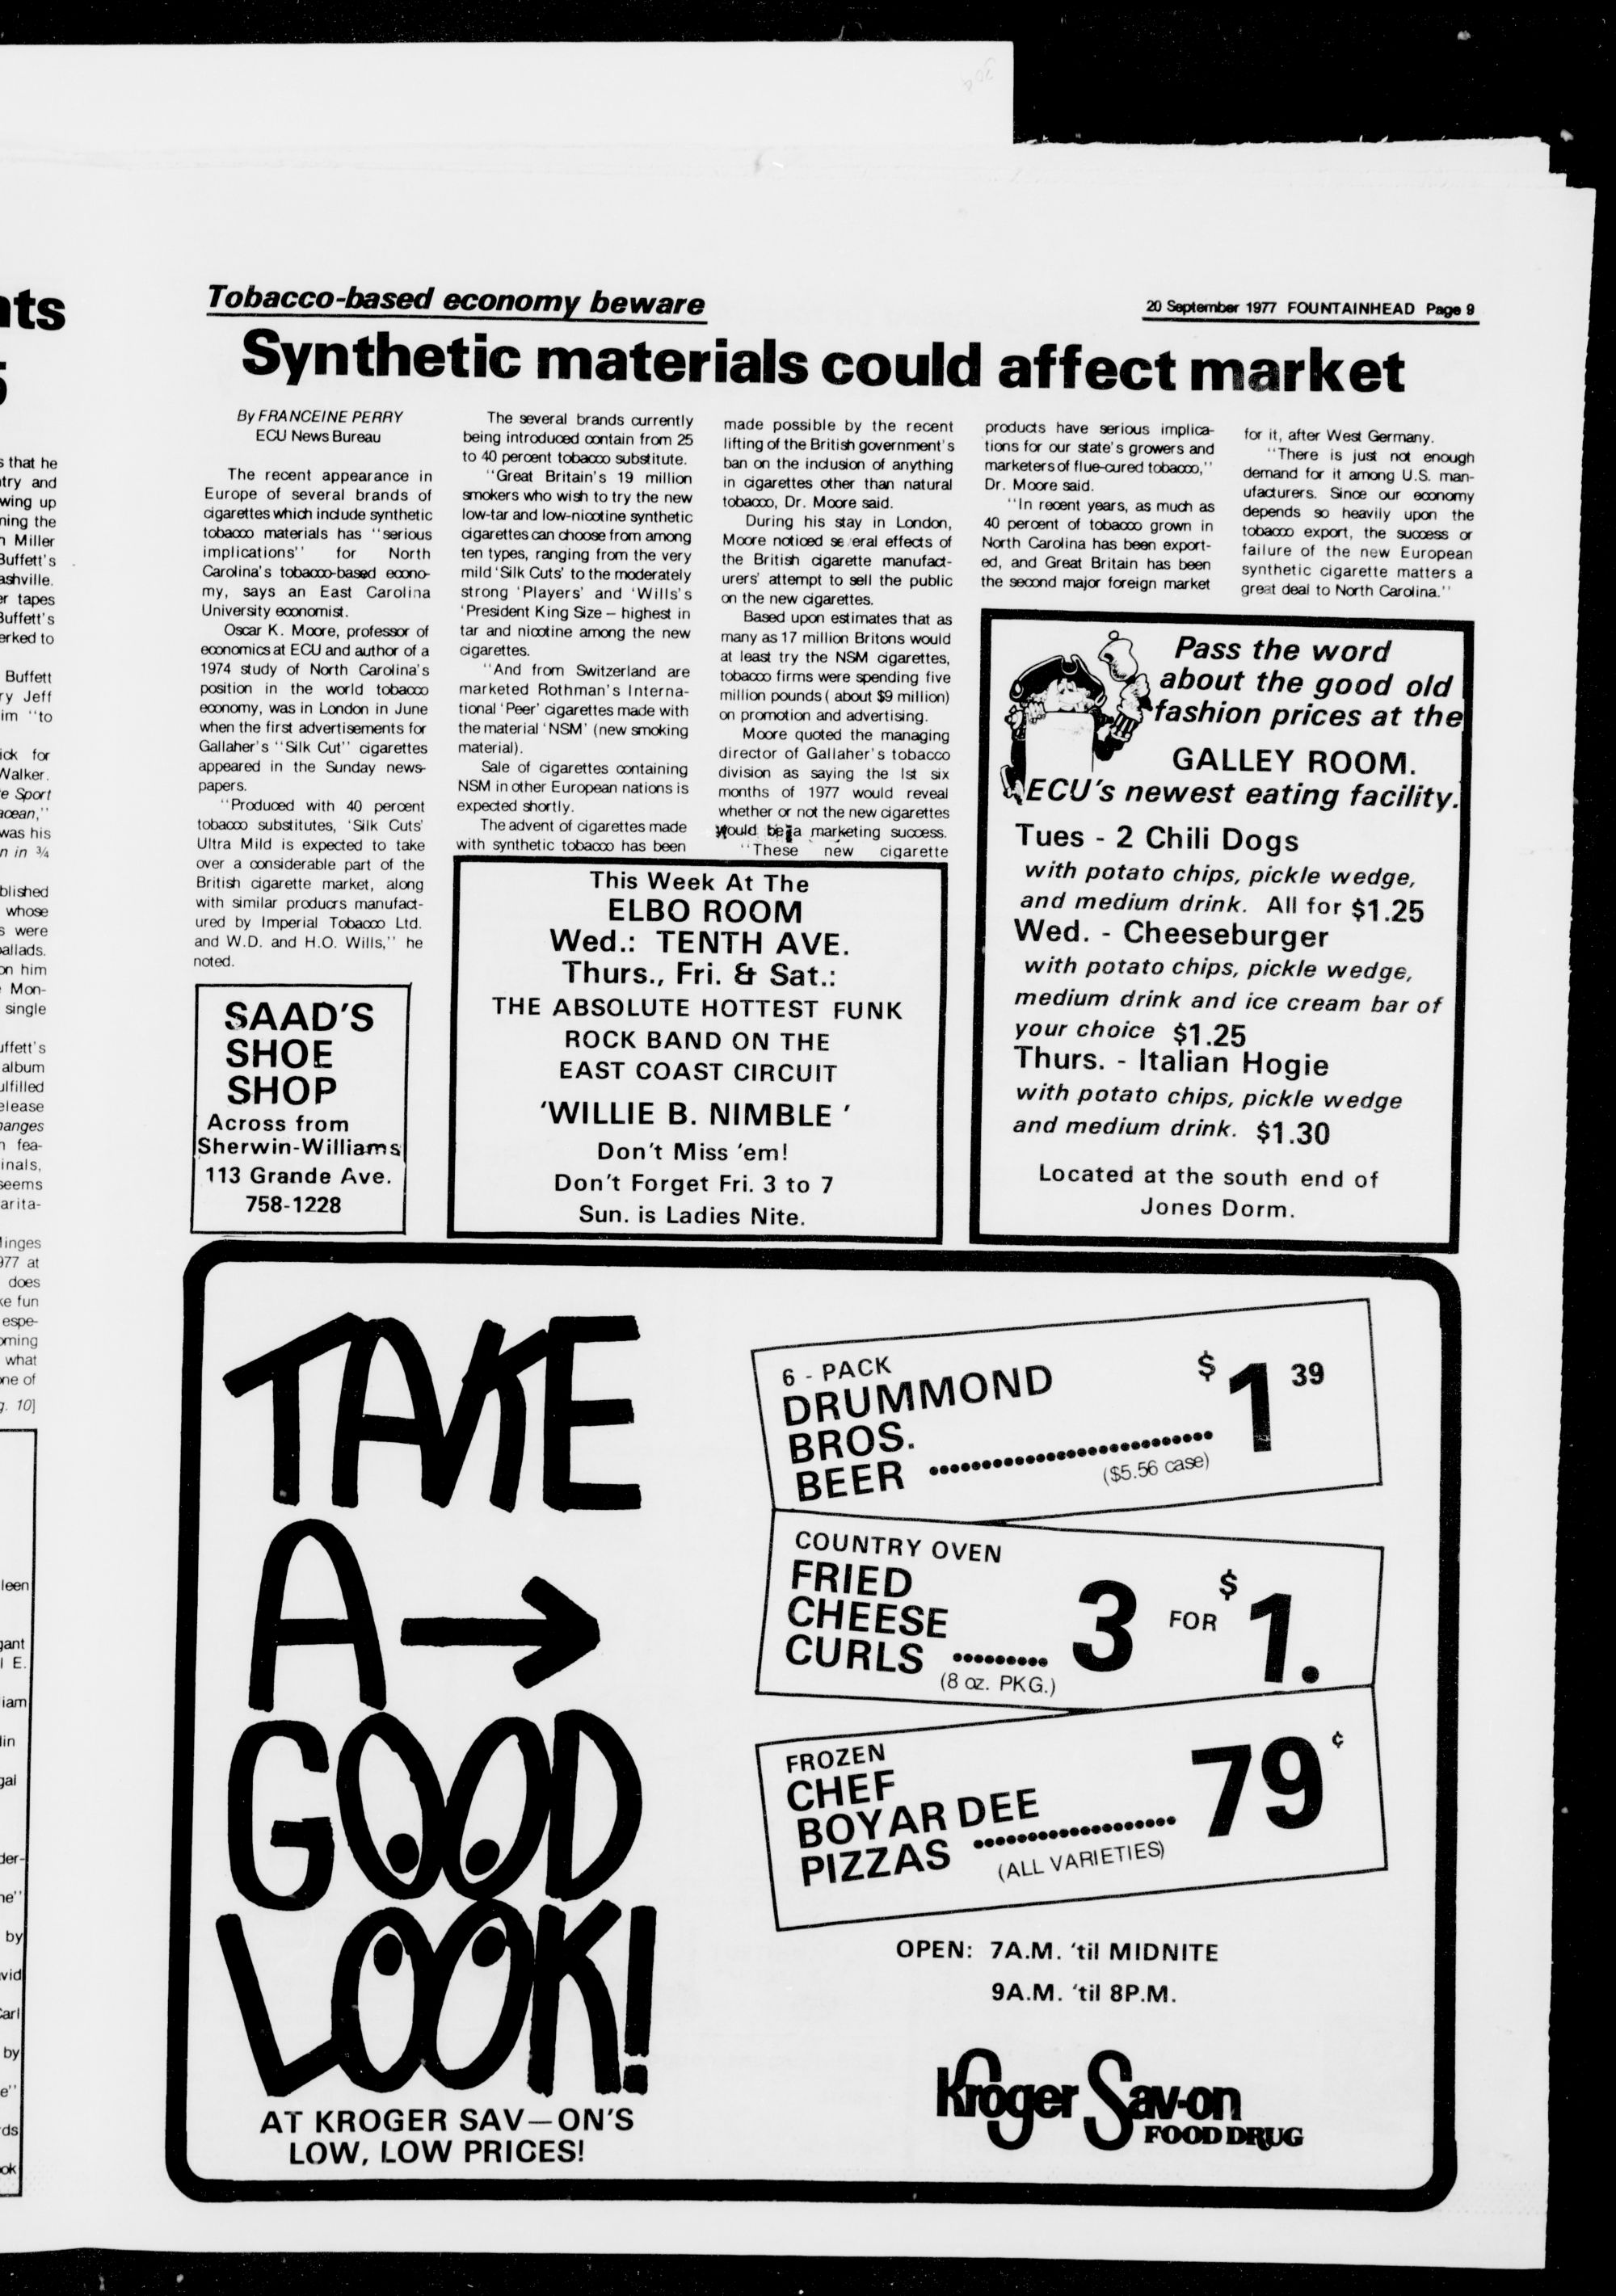 Tobacco-based economy beware
20 September 1977 FOUNTAINHEAD Page 9
Synthetic materials could affect market
By FRANCEINE PERRY
ECU News Bureau
The recent appearance in
Europe of several brands of
cigarettes which include synthetic
tobacco materials has "serious
implications" for North
Carolina's tobacco-based econo-
my, says an East Carolina
University economist.
Oscar K. Moore, professor of
economics at ECU and author of a
1974 study of North Carolina's
position in the world tobacco
economy, was in London in June
when the first advertisements for
Gallaher's "Silk Cut" cigarettes
appeared in the Sunday news-
papers.
"Produced with 40 percent
tobacco substitutes, 'Silk Cuts'
Ultra Mild is expected to take
over a considerable part of the
British cigarette market, along
with similar producrs manufact-
ured by Imperial Tobacco Ltd.
and W.D. and H.O. Wills," he
noted.
The several brands currently
being introduced contain from 25
to 40 percent tobacco substitute.
"Great Britain's 19 million
smokers who wish to try the new
low-tar and low-nicotine synthetic
cigarettes can choose from among
ten types, ranging from the very
mild 'Silk Cuts' to the moderately
strong 'Players' and 'Wills's
'President King Size – highest in
tar and nicotine among the new
cigarettes.
"And from Switzerland are
marketed Rothman's Interna-
tional 'Peer' cigarettes made with
the material 'NSM' (new smoking
material).
Sale of cigarettes containing
NSM in other European nations is
expected shortly.
The advent of cigarettes made
with synthetic tobacco has been
made possible by the recent
lifting of the British government's
ban on the inclusion of anything
in cigarettes other than natural
tobacco, Dr. Moore said.
During his stay in London,
Moore noticed se eral effects of
the British cigarette manufact-
urers' attempt to sell the public
on the new cigarettes.
Based upon estimates that as
many as 17 million Britons would
at least try the NSM cigarettes,
tobacco firms were spending five
million pounds ( about $9 million)
on promotion and advertising.
Moore quoted the managing
director of Gallaher's tobacco
division as saying the lst six
months of 1977 would reveal
whether or not the new cigarettes
would be a marketing success.
"These new cigarette
products have serious implica-
tions for our state's growers and
marketers of flue-cured tobacco,"
Dr. Moore said.
"In recent years, as much as
40 percent of tobacco grown in
North Carolina has been export-
ed, and Great Britain has been
the second major foreign market
for it, after West Germany.
"There is just not enough
demand for it among U.S. man-
ufacturers. Since our economy
depends so heavily upon the
tobacco export, the success or
failure of the new European
synthetic cigarette matters a
great deal to North Carolina."
SAAD'S
SHOE
SHOP
Across from
Sherwin-Williams
113 Grande Ave.
758-1228
This Week At The
ELBO ROOM
Wed.: TENTH AVE.
Thurs., Fri. & Sat.:
THE ABSOLUTE HOTTEST FUNK
ROCK BAND ON THE
EAST COAST CIRCUIT
'WILLIE B. NIMBLE '
Don't Miss 'em!
Don't Forget Fri. 3 to 7
Sun. is Ladies Nite.
Pass the word
about the good old
fashion prices at the
GALLEY ROOM.
ECU's newest eating facility.
Tues - 2 Chili Dogs
with potato chips, pickle wedge,
and medium drink. All for $1.25
Wed. - Cheeseburger
with potato chips, pickle wedge,
medium drink and ice cream bar of
your choice $1.25
Thurs. - Italian Hogie
with potato chips, pickle wedge
and medium drink. $1.30
Located at the south end of
Jones Dorm.
TAKE
A
GOOD
LOOK!
AT KROGER SAV—ON'S
LOW, LOW PRICES!
6 - PACK
DRUMMOND
BROS.
BEER $1 39
($5.56 case)
COUNTRY OVEN
FRIED
CHEESE
CURLS 3 FOR $1.
(8 oz. PKG.)
FROZEN
CHEF
BOYAR DEE
PIZZAS 79¢
(ALL VARIETIES)
OPEN: 7A.M. 'til MIDNITE
9A.M. 'til 8P.M.
Kroger Sav-on
FOOD DRUG